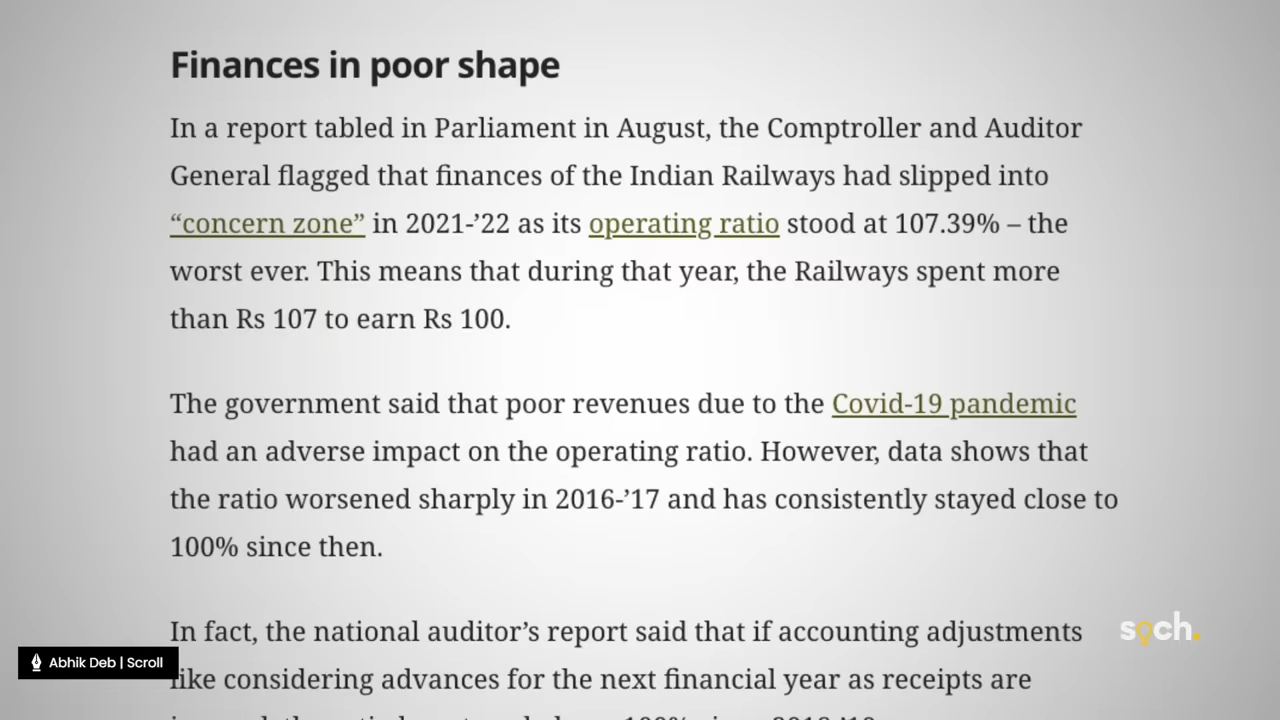 Finances in poor shape
In a report tabled in Parliament in August, the Comptroller and Auditor
General flagged that finances of the Indian Railways had slipped into
“concern zone” in 2021-’22 as its operating ratio stood at 107.39% – the
worst ever. This means that during that year, the Railways spent more
than Rs 107 to earn Rs 100.
The government said that poor revenues due to the Covid-19 pandemic
had an adverse impact on the operating ratio. However, data shows that
the ratio worsened sharply in 2016-’17 and has consistently stayed close to
100% since then.
In fact, the national auditor’s report said that if accounting adjustments
soch.
Abhik Deb | Scroll
like considering advances for the next financial year as receipts are